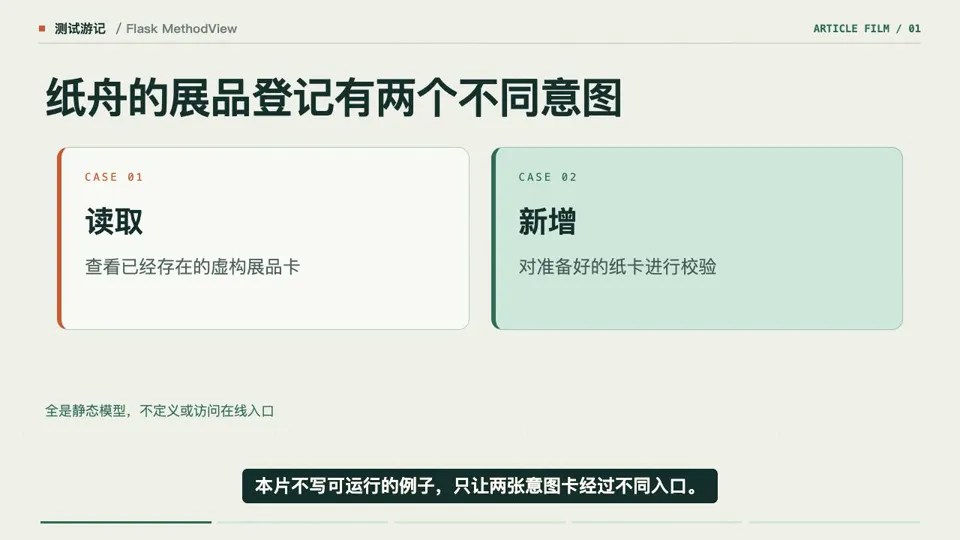 测试游记 / Flask MethodView
ARTICLE FILM / 01
纸舟的展品登记有两个不同意图
CASE 01
读取
查看已经存在的虚构展品卡
CASE 02
新增
对准备好的纸卡进行校验
全是静态模型，不定义或访问在线入口
本片不写可运行的例子，只让两张意图卡经过不同入口。